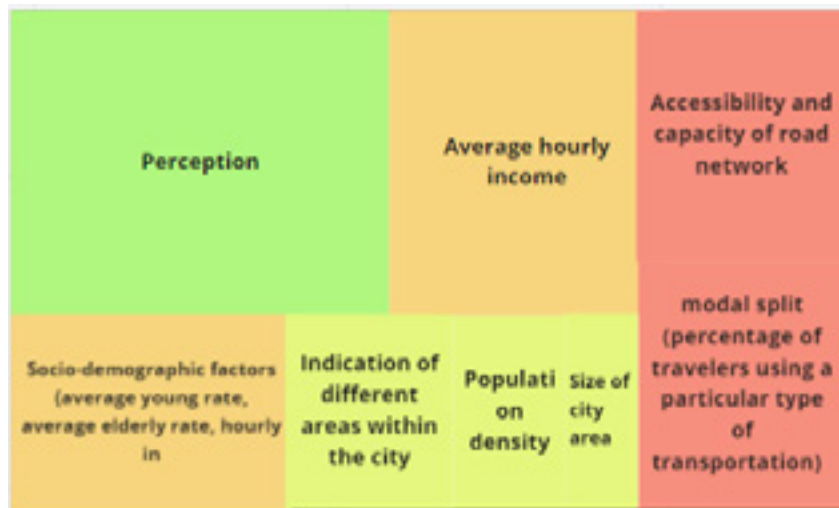 Perception
Average hourly
income
Accessibility and
capacity of road
network
Socio-demographic factors
(average young rate,
average elderly rate, hourly
in
Indication of
different
areas within
the city
Populati
on
density
Size of
city
area
modal split
(percentage of
travelers using a
particular type
of
transportation)